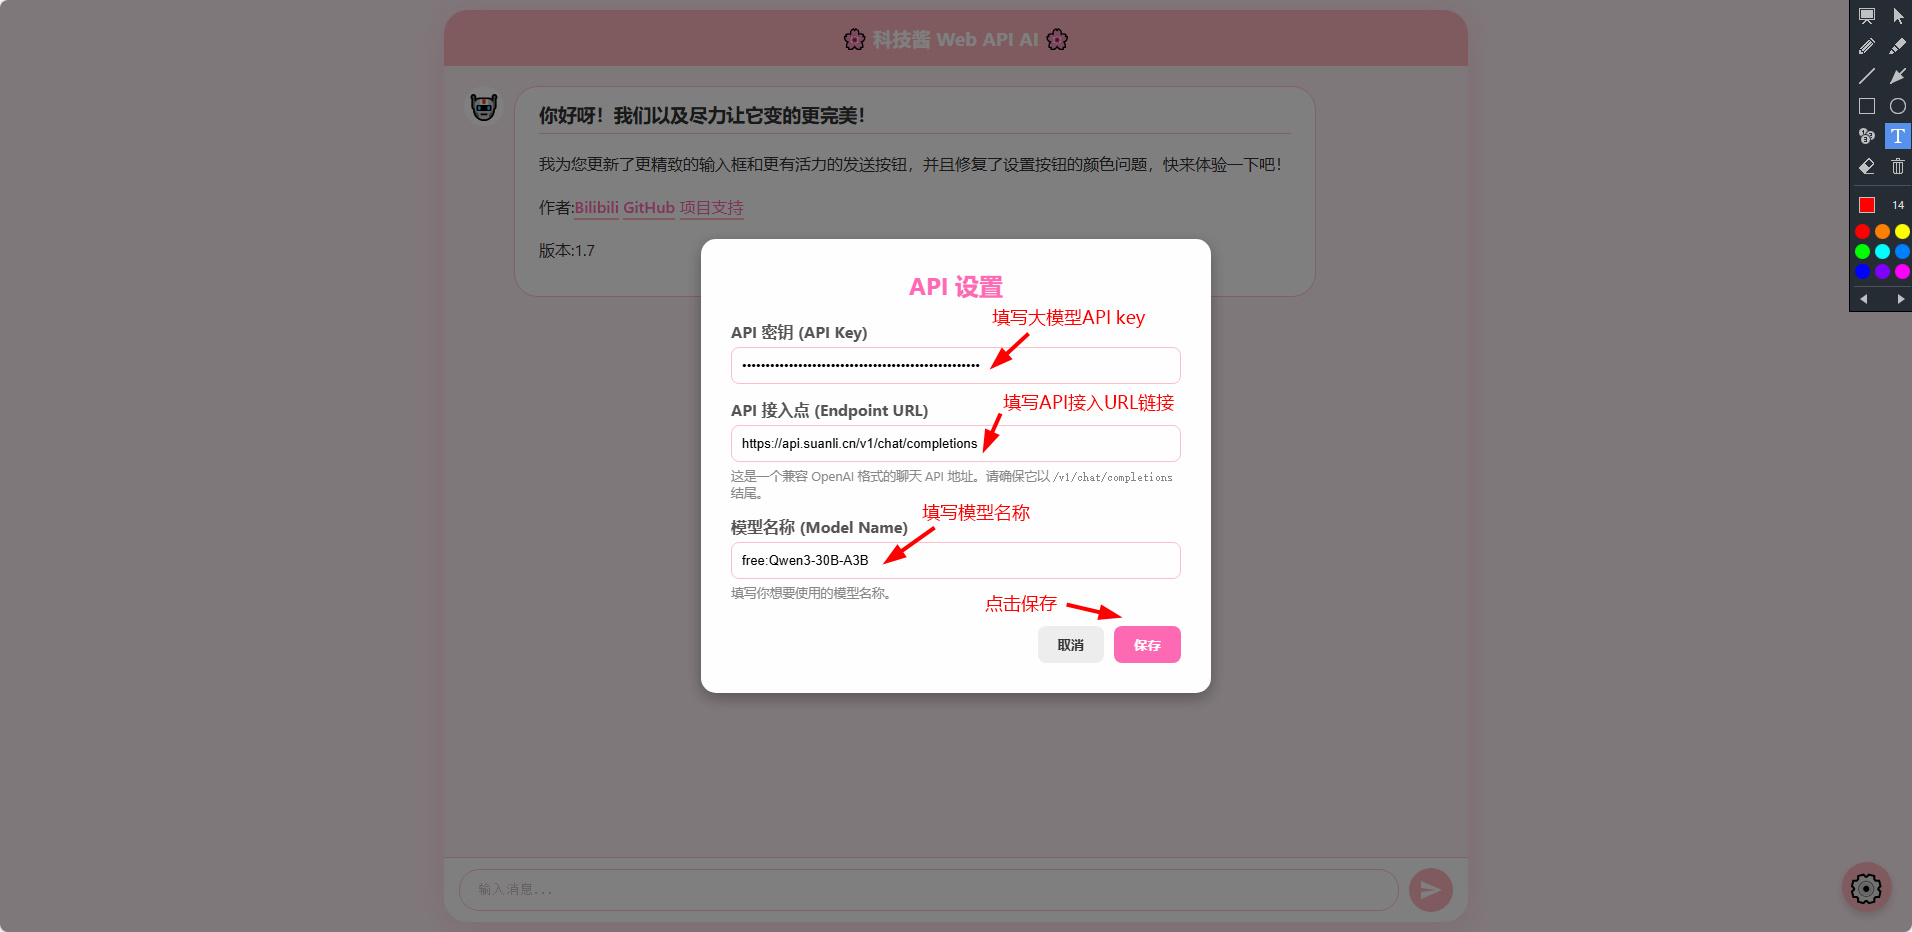 科技酱 Web API AI
你好呀！我们以及尽力让它变的更完美！
我为您更新了更精致的输入框和更有活力的发送按钮，并且修复了设置按钮的颜色问题，快来体验一下吧！
作者:Bilibili GitHub 项目支持
版本:1.7
API 设置
填写大模型API key
API 密钥 (API Key)
填写API接入URL链接
API 接入点 (Endpoint URL)
https://api.suanli.cn/v1/chat/completions
这是一个兼容 OpenAI 格式的聊天 API 地址。请确保它以 /v1/chat/completions
结尾。
填写模型名称
模型名称 (Model Name)
free:Qwen3-30B-A3B
填写你想要使用的模型名称。
点击保存
取消
保存
输入消息...
T
14